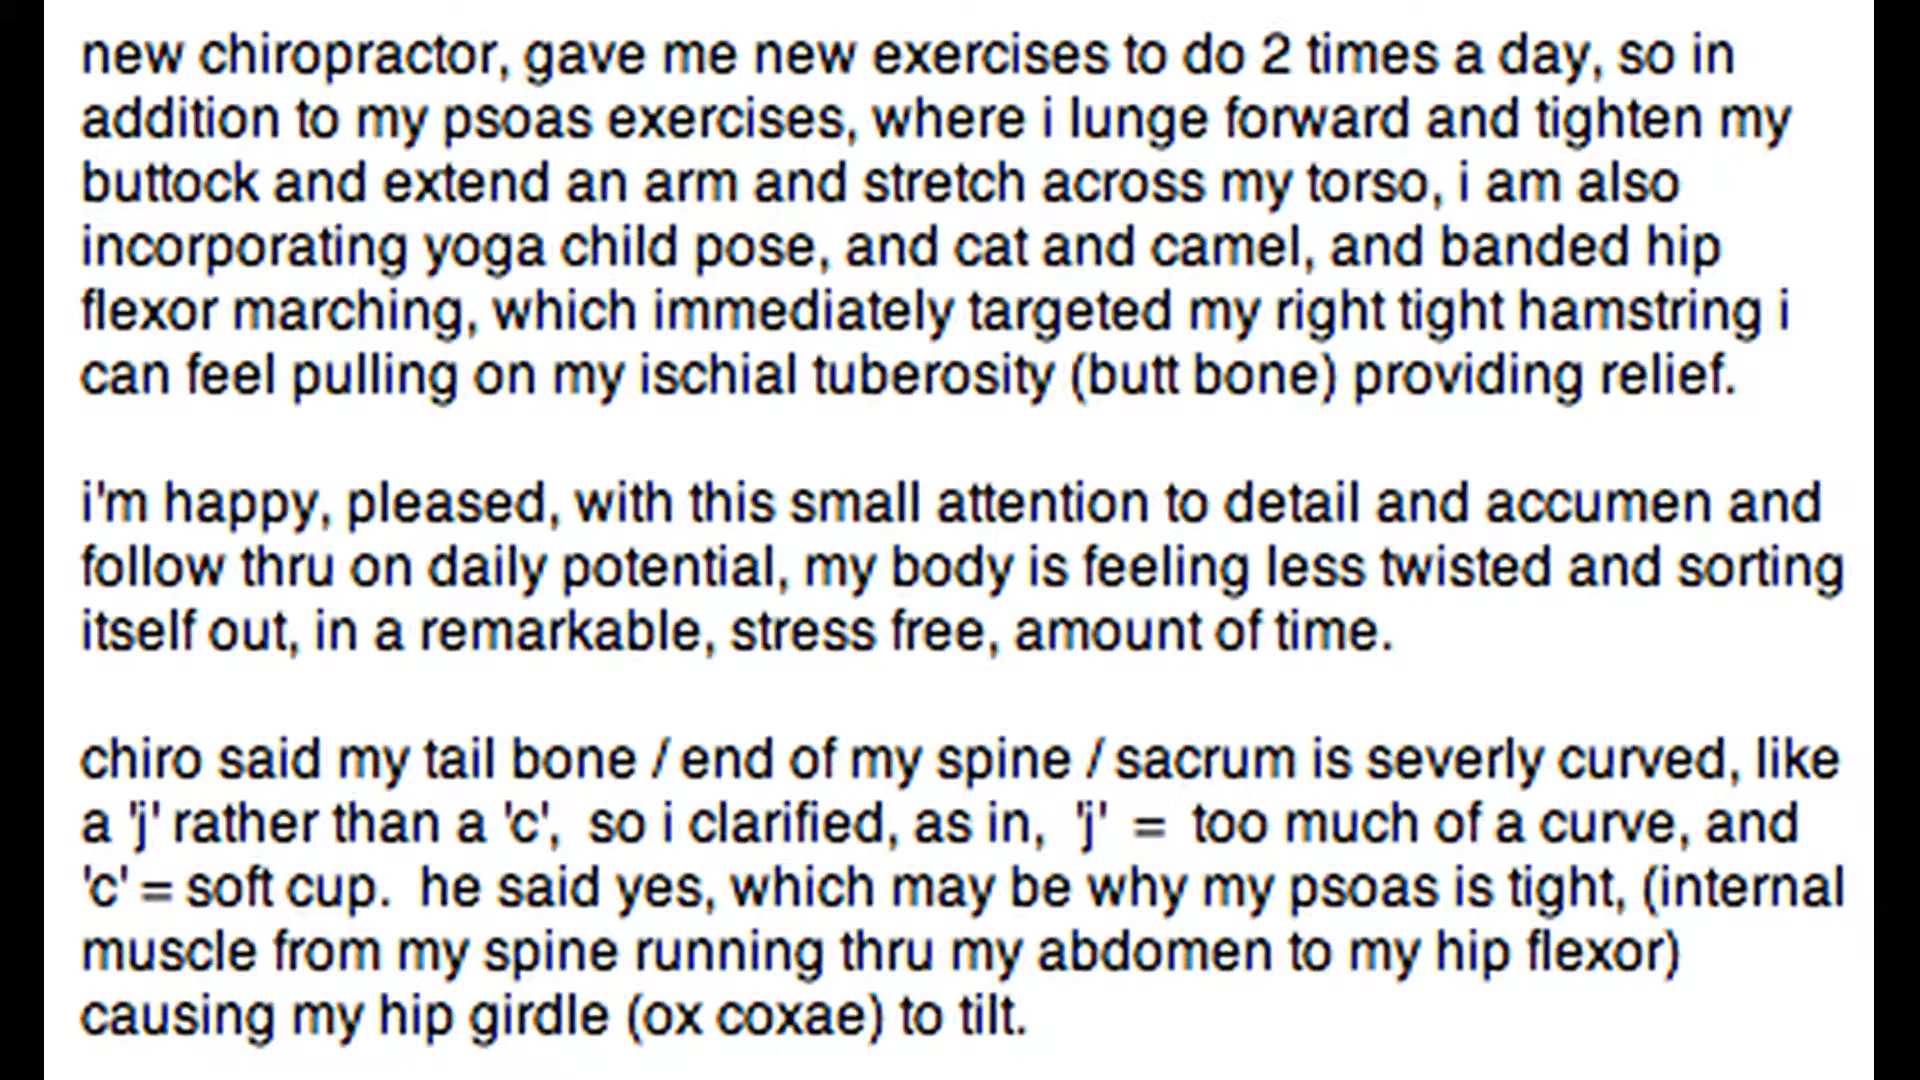 new chiropractor, gave me new exercises to do 2 times a day, so in
addition to my psoas exercises, where i lunge forward and tighten my
buttock and extend an arm and stretch across my torso, i am also
incorporating yoga child pose, and cat and camel, and banded hip
flexor marching, which immediately targeted my right tight hamstring i
can feel pulling on my ischial tuberosity (butt bone) providing relief.
i'm happy, pleased, with this small attention to detail and accumen and
follow thru on daily potential, my body is feeling less twisted and sorting
itself out, in a remarkable, stress free, amount of time.
chiro said my tail bone / end of my spine / sacrum is severly curved, like
a 'j' rather than a 'c',  so i clarified, as in,  'j'  =  too much of a curve, and
'c' = soft cup.  he said yes, which may be why my psoas is tight, (internal
muscle from my spine running thru my abdomen to my hip flexor)
causing my hip girdle (ox coxae) to tilt.